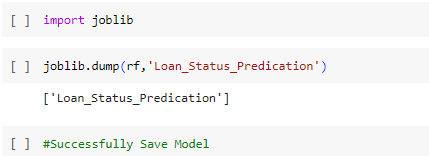 [ ] import joblib
[ ] joblib.dump(rf,'Loan_Status_Predication')
['Loan_Status_Predication']
[ ] #Successfully Save Model